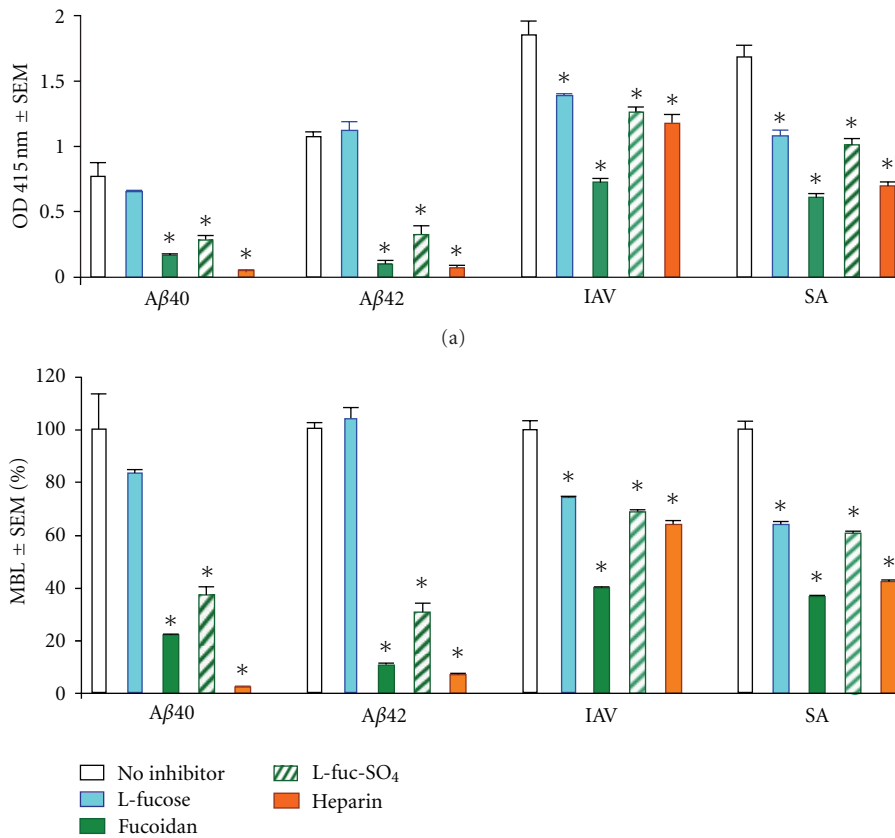 2
1.5
1
0.5
0
OD 415 nm ± SEM
* * *
* * *
* * * *
* * * *
Aβ40 Aβ42 IAV SA
(a)
120
100
80
60
40
20
0
MBL ± SEM (%)
* * *
* * *
* * * *
* * * *
Aβ40 Aβ42 IAV SA
No inhibitor
L-fucose
Fucoidan
L-fuc-SO₄
Heparin